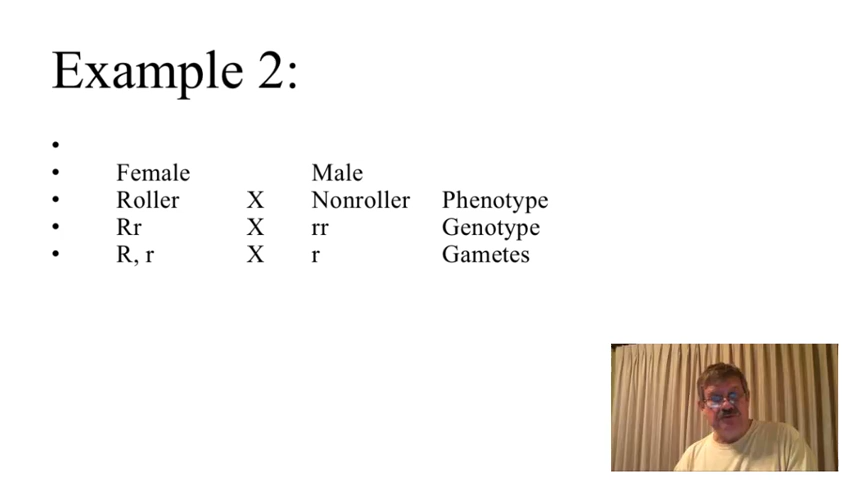 Example 2:
Female Male
Roller X Nonroller Phenotype
Rr X rr Genotype
R, r X r Gametes